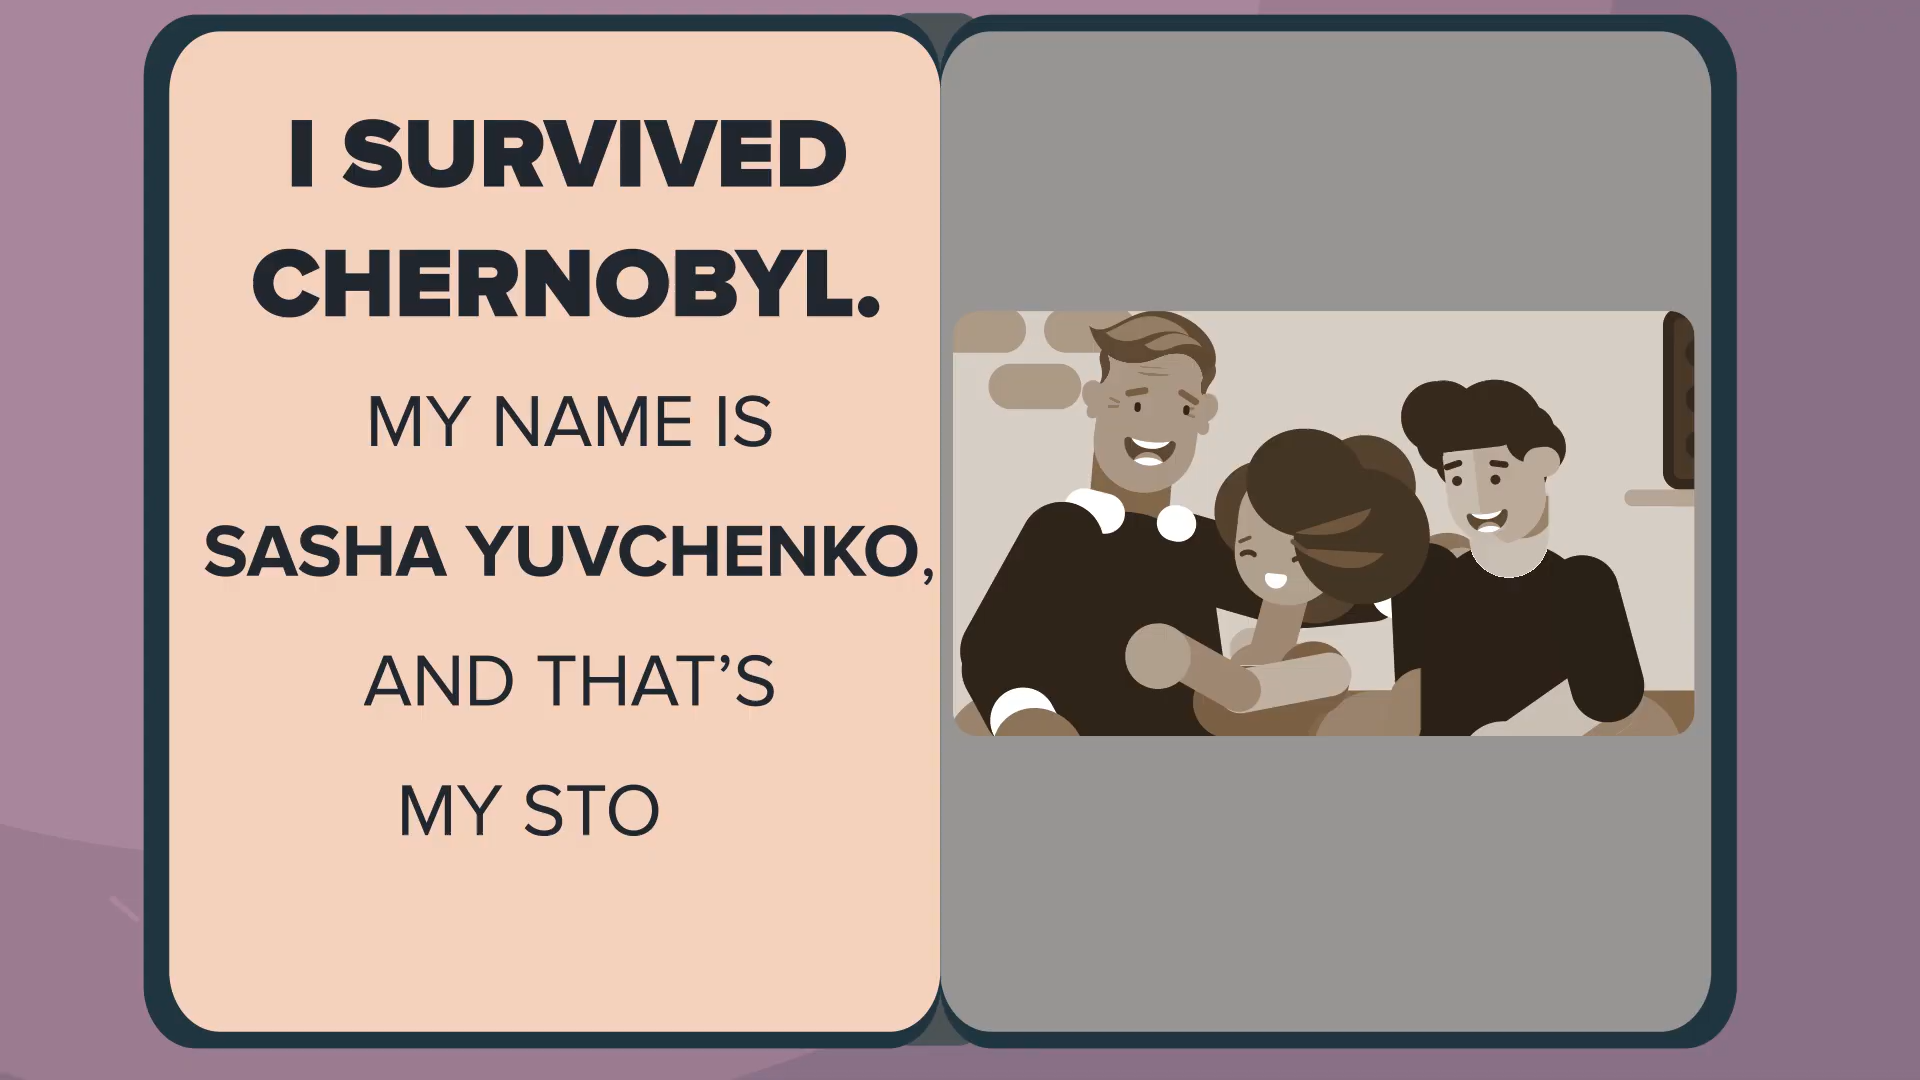 I SURVIVED
CHERNOBYL.
MY NAME IS
SASHA YUVCHENKO,
AND THAT’S
MY STO